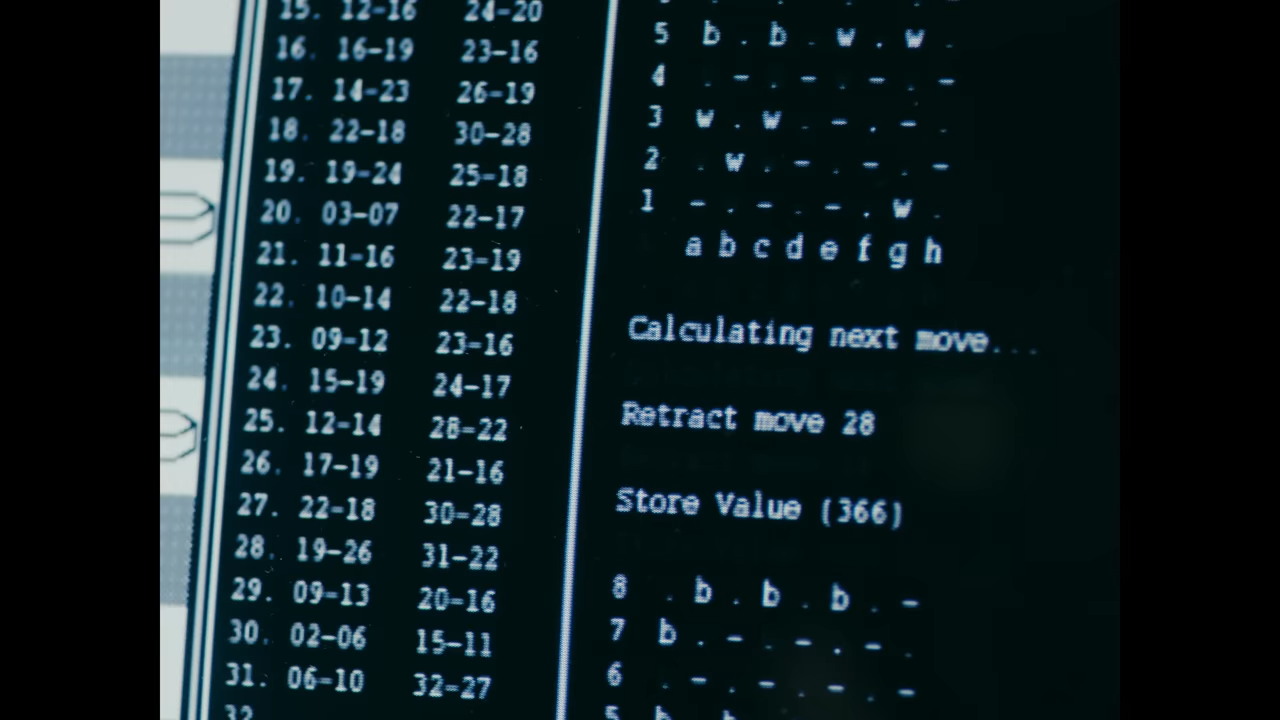 15. 12-16 24-20
16. 16-19 23-16
17. 14-23 26-19
18. 22-18 30-28
19. 19-24 25-18
20. 03-07 22-17
21. 11-16 23-19
22. 10-14 22-18
23. 09-12 23-16
24. 15-19 24-17
25. 12-14 28-22
26. 17-19 21-16
27. 22-18 30-28
28. 19-26 31-22
29. 09-13 20-16
30. 02-06 15-11
31. 06-10 32-27
32
5 b . b . w . w .
4 . - . - . - . -
3 w . w . - . - .
2 . w . - . - . -
1 - . - . - . w .
a b c d e f g h
Calculating next move...
Retract move 28
Store Value (366)
8 . b . b . b . -
7 b . - . - . - .
6 . - . - . - . -
5 b b